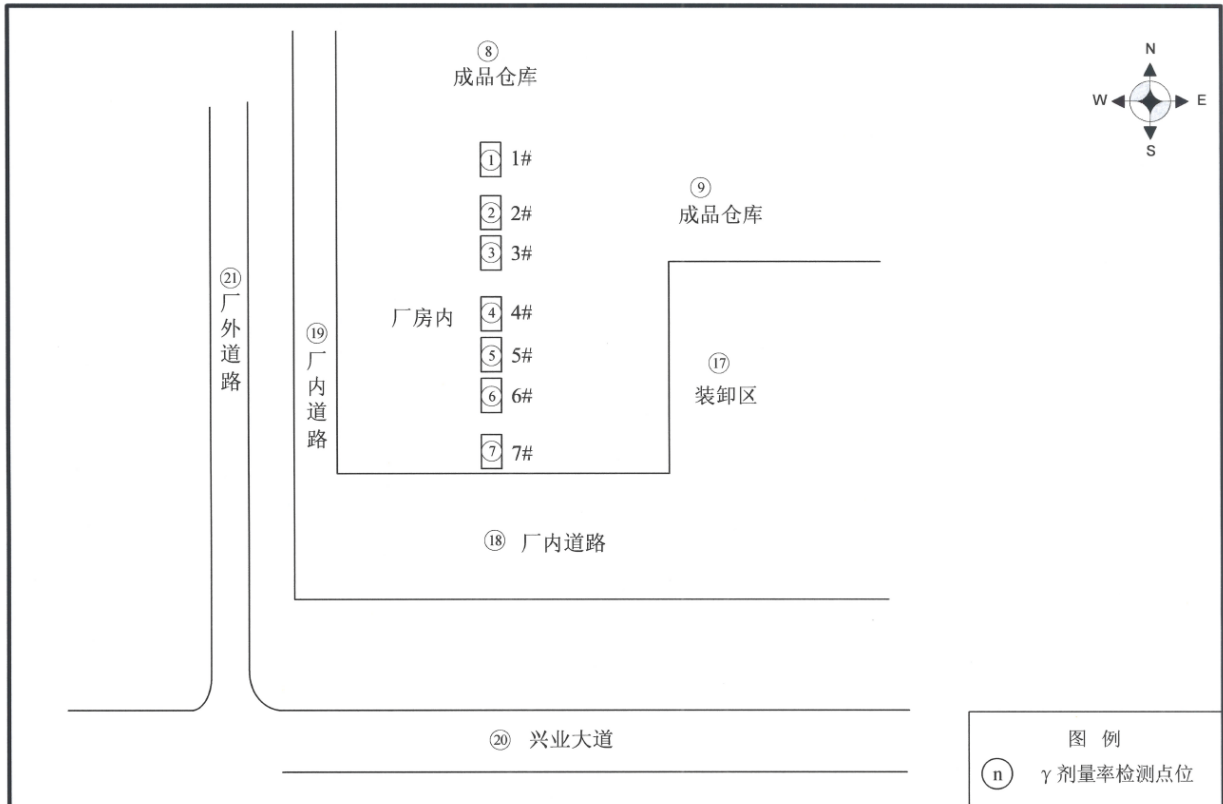 ⑧
成品仓库
N
W E
S
① 1#
② 2#
③ 3#
⑨
成品仓库
④ 4#
厂房内
⑤ 5#
⑥ 6#
⑦ 7#
㉑
厂外道路
⑲
厂内道路
⑰
装卸区
⑱ 厂内道路
⑳ 兴业大道
图 例
ⓝ γ剂量率检测点位